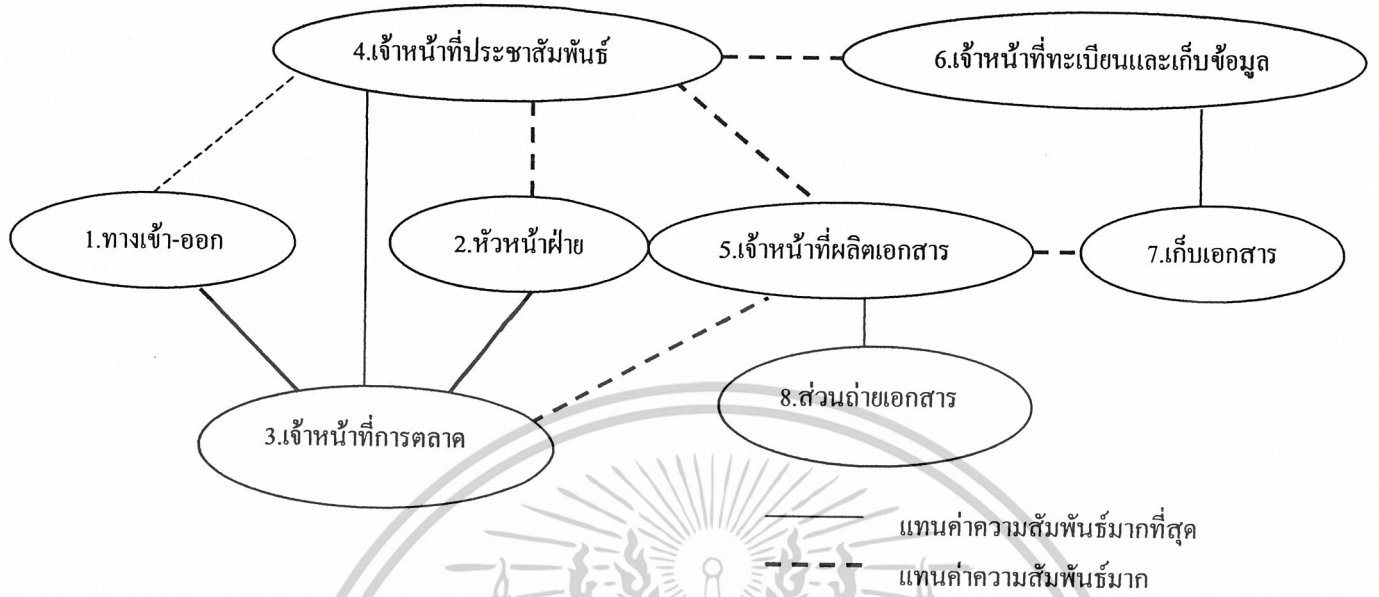 4.เจ้าหน้าที่ประชาสัมพันธ์
6.เจ้าหน้าที่ทะเบียนและเก็บข้อมูล
1.ทางเข้า-ออก
2.หัวหน้าฝ่าย
5.เจ้าหน้าที่ผลิตเอกสาร
7.เก็บเอกสาร
3.เจ้าหน้าที่การตลาด
8.ส่วนถ่ายเอกสาร
แทนค่าความสัมพันธ์มากที่สุด
แทนค่าความสัมพันธ์มาก